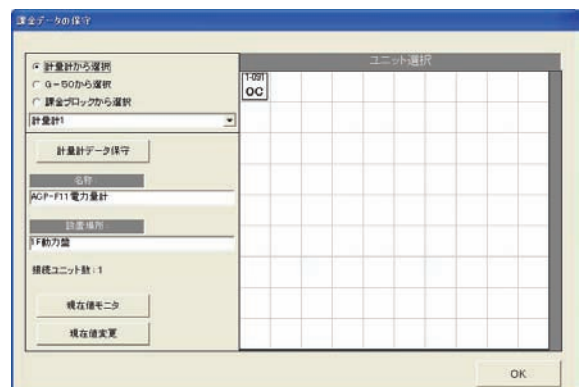 課金データの保守
計量計から選択
G-50から選択
課金ブロックから選択
計量計1
計量計データ保守
名称
AGP-F11電力量計
設置場所
1F動力盤
接続ユニット数:1
現在値モニタ
現在値変更
ユニット選択
1-091
OC
OK